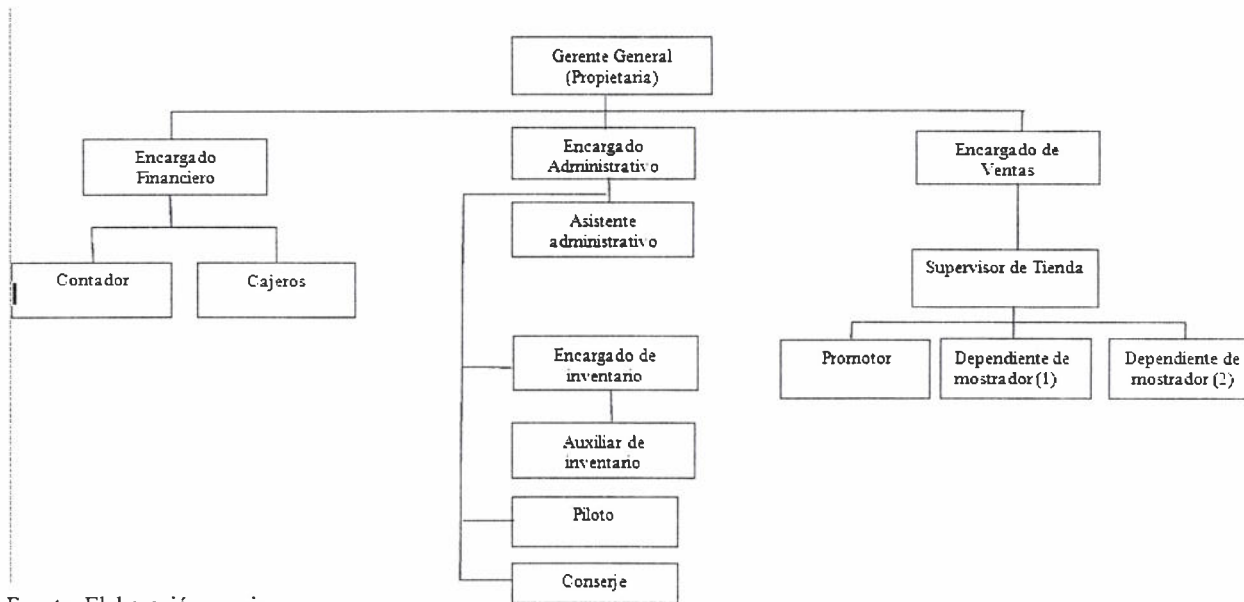 Gerente General
(Propietaria)
Encargado
Financiero
Encargado
Administrativo
Encargado de
Ventas
Asistente
administrativo
Contador
Cajeros
Supervisor de Tienda
Encargado de
inventario
Promotor
Dependiente de
mostrador (1)
Dependiente de
mostrador (2)
Auxiliar de
inventario
Piloto
Conserje